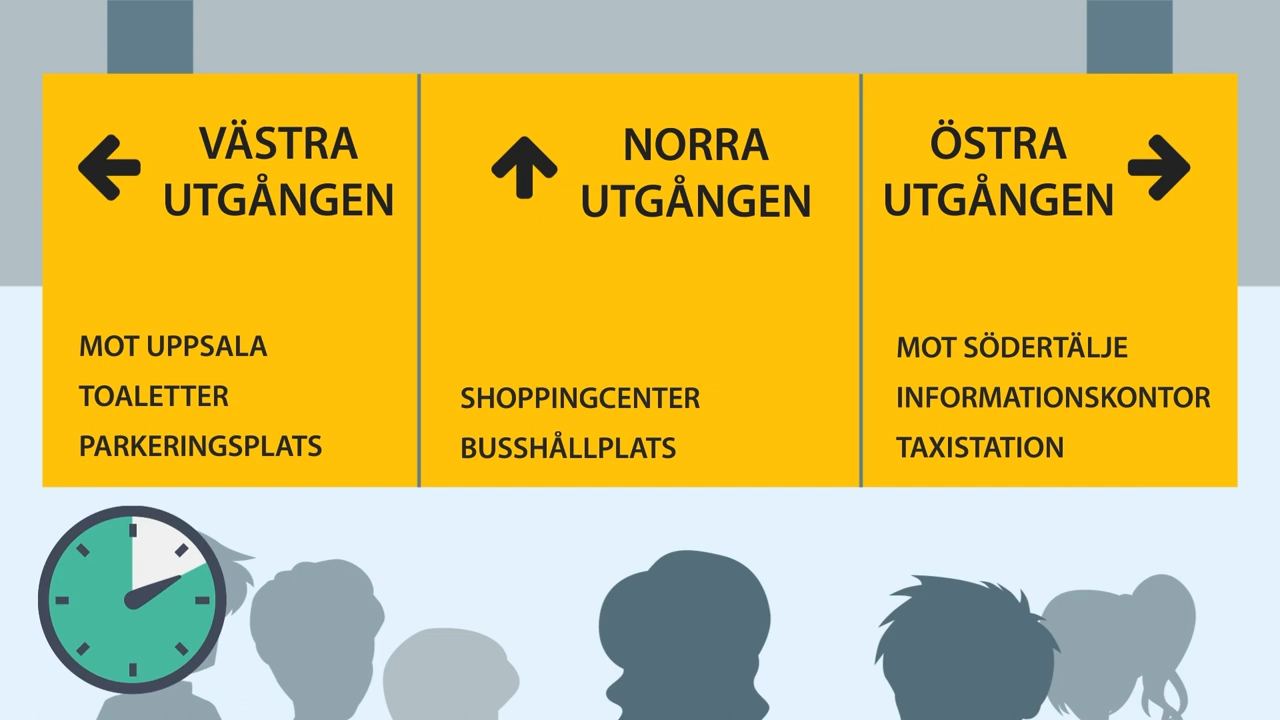 VÄSTRA
UTGÅNGEN
MOT UPPSALA
TOALETTER
PARKERINGSPLATS
NORRA
UTGÅNGEN
SHOPPINGCENTER
BUSSHÅLLPLATS
ÖSTRA
UTGÅNGEN
MOT SÖDERTÄLJE
INFORMATIONSKONTOR
TAXISTATION